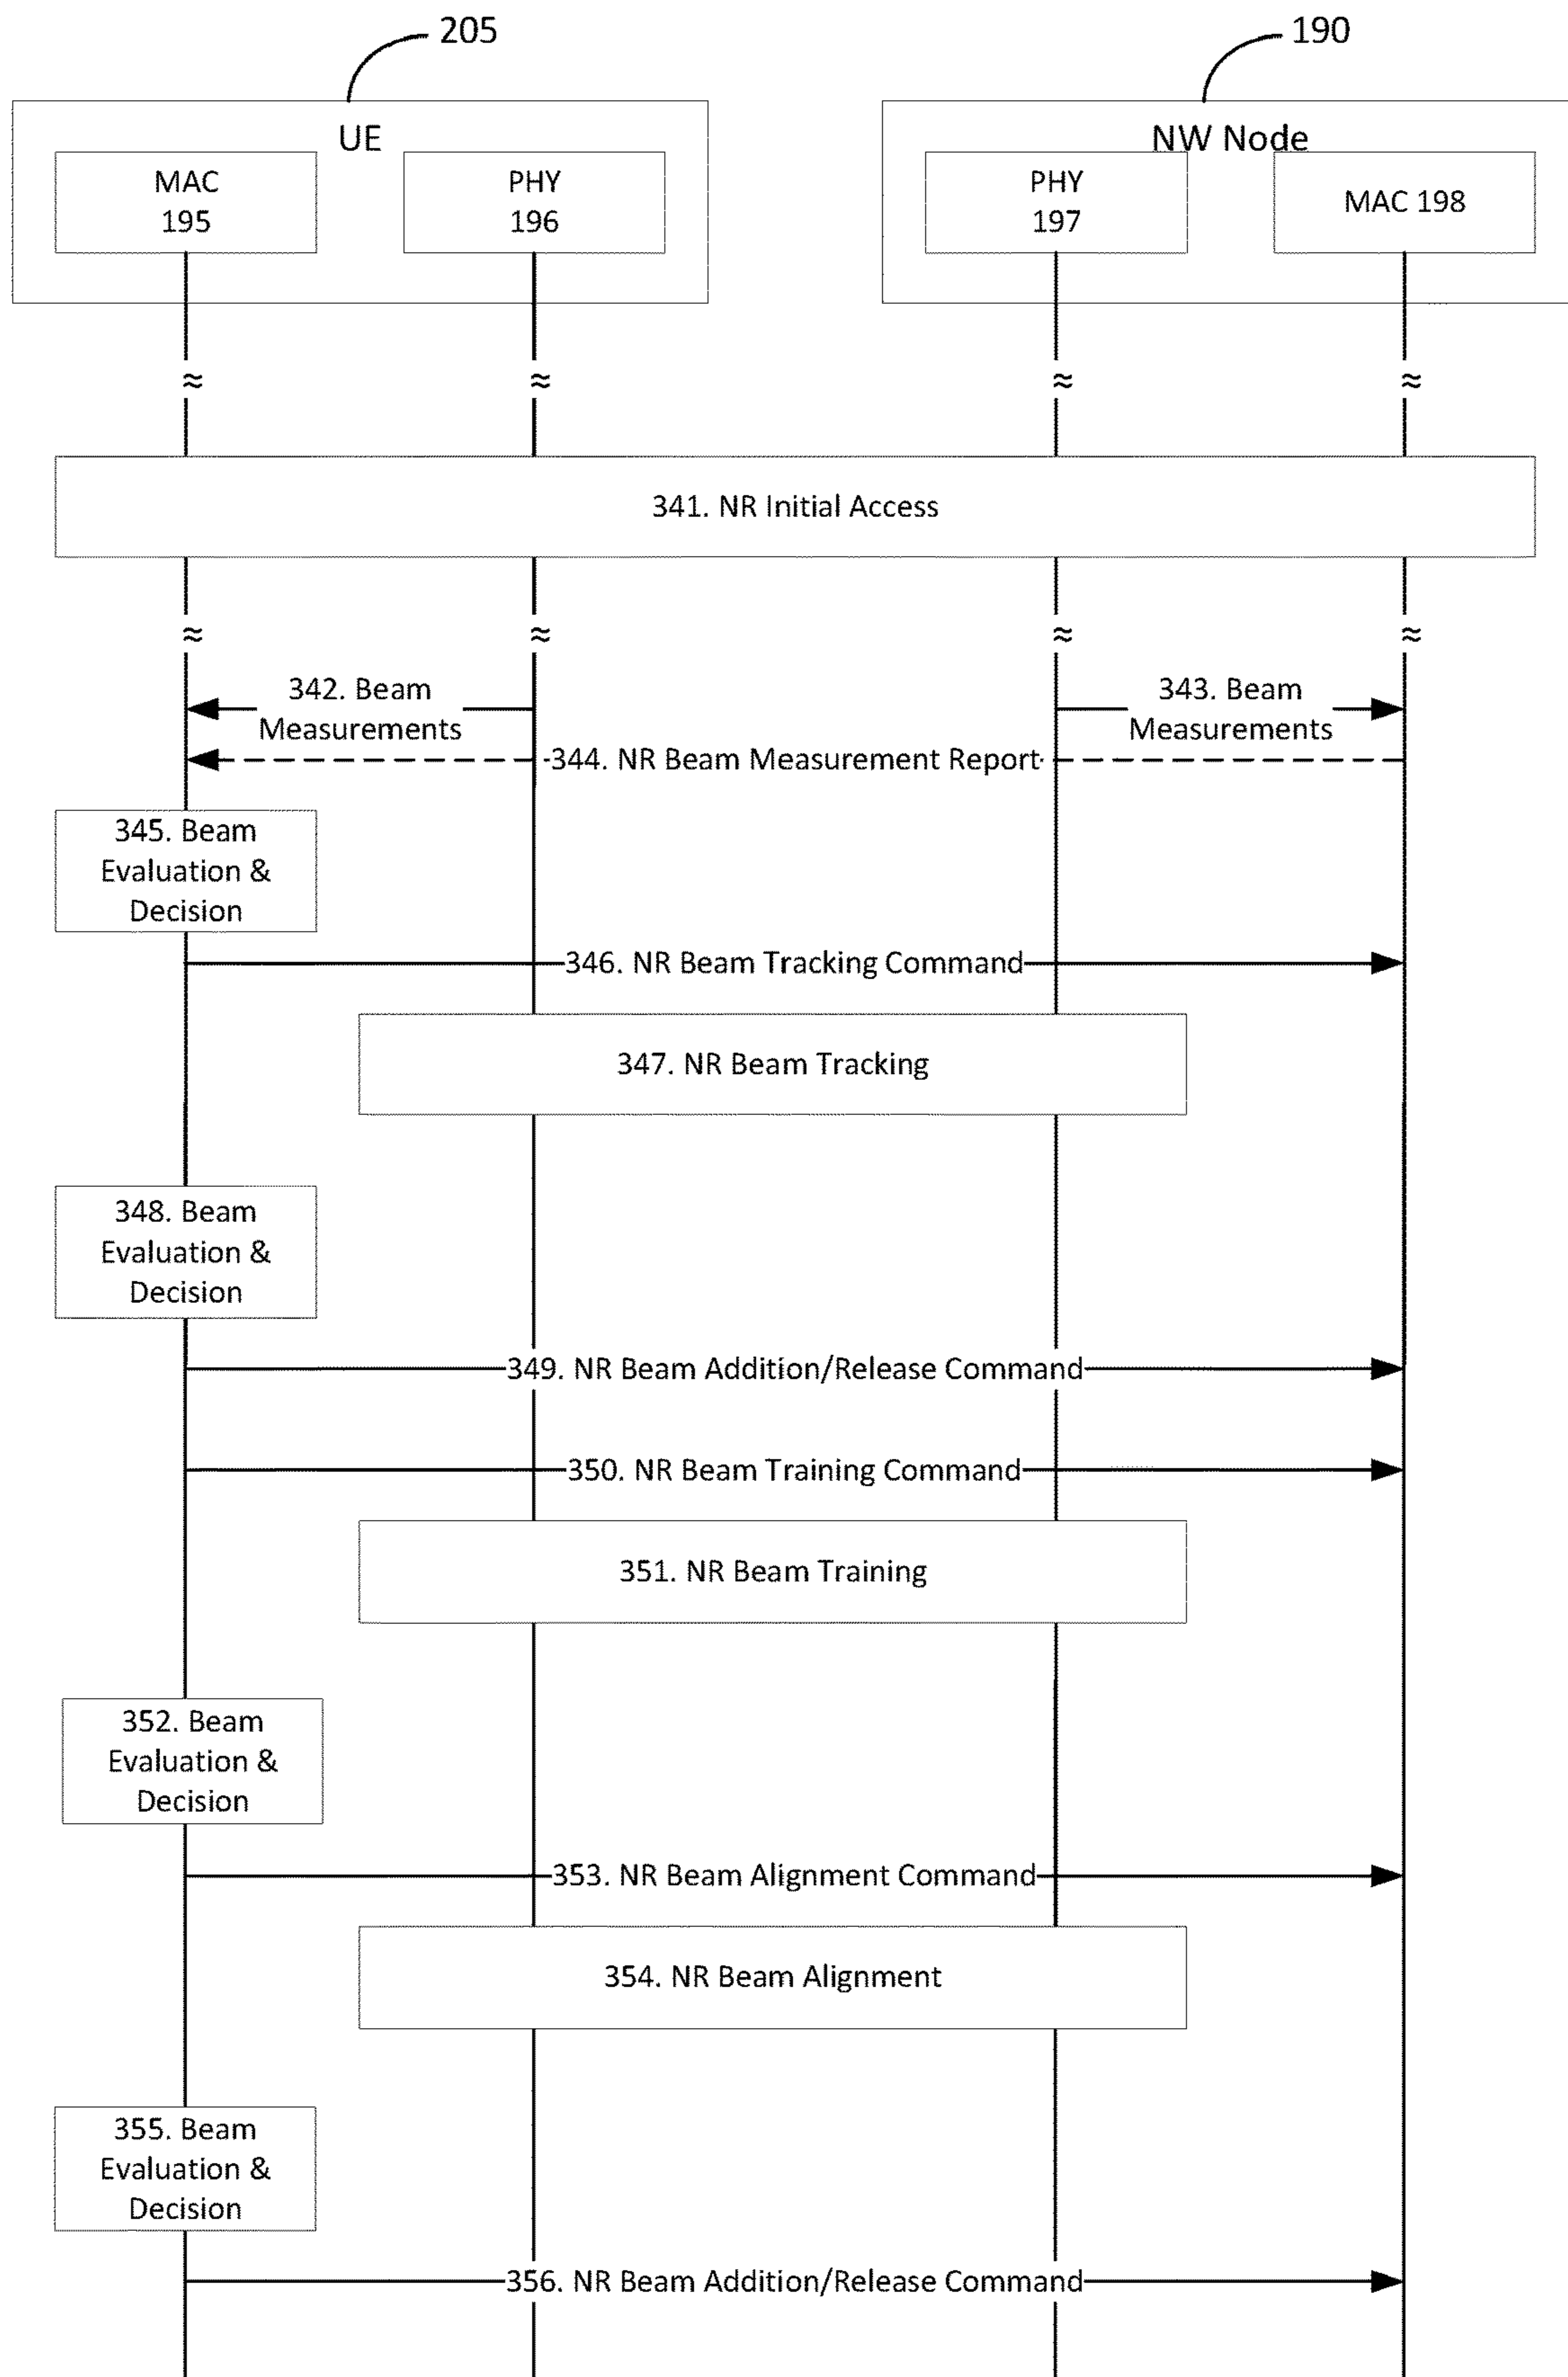 205
190
UE
NW Node
MAC
195
PHY
196
PHY
197
MAC 198
≈ ≈ ≈ ≈
341. NR Initial Access
≈ ≈ ≈ ≈
342. Beam
Measurements
343. Beam
Measurements
344. NR Beam Measurement Report
345. Beam
Evaluation &
Decision
346. NR Beam Tracking Command
347. NR Beam Tracking
348. Beam
Evaluation &
Decision
349. NR Beam Addition/Release Command
350. NR Beam Training Command
351. NR Beam Training
352. Beam
Evaluation &
Decision
353. NR Beam Alignment Command
354. NR Beam Alignment
355. Beam
Evaluation &
Decision
356. NR Beam Addition/Release Command